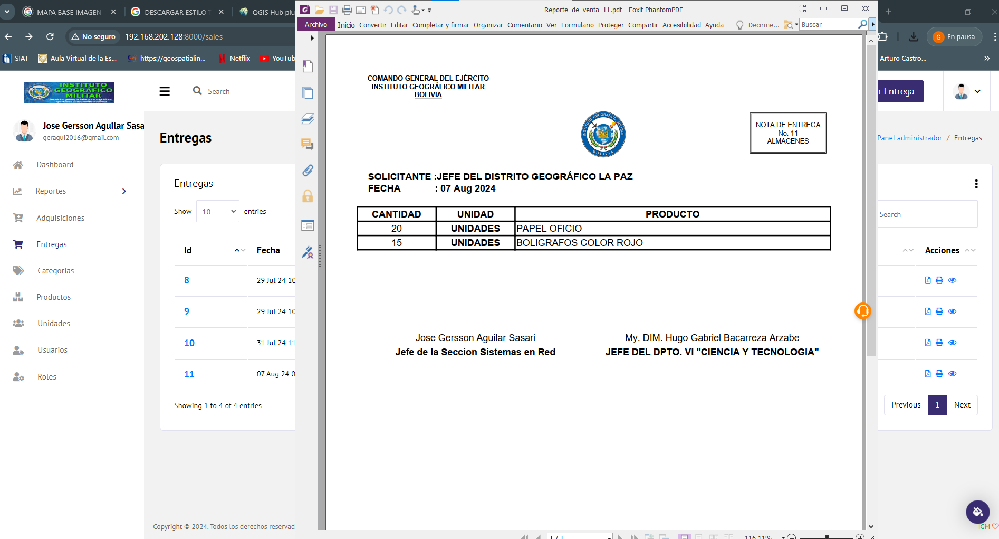 MAPA BASE IMAGEN
DESCARGAR ESTILO T
QGIS Hub plu
No seguro
192.168.202.128:8000/sales
En pausa
SIAT
Aula Virtual de la Es...
https://geospatialin...
Netflix
YouTub
Arturo Castro...
Reporte_de_venta_11.pdf - Foxit PhantomPDF
Archivo
Inicio
Convertir
Editar
Completar y firmar
Organizar
Comentario
Ver
Formulario
Proteger
Compartir
Accesibilidad
Ayuda
Decirme...
Buscar
INSTITUTO
GEOGRÁFICO
MILITAR
Servicios geoespaciales y cartográficos
aportando al desarrollo nacional
Search
r Entrega
Jose Gersson Aguilar Sasa
geragui2016@gmail.com
Dashboard
Reportes
Adquisiciones
Entregas
Categorías
Productos
Unidades
Usuarios
Roles
Entregas
Panel administrador / Entregas
Entregas
Show 10 entries
Search
Id Fecha Acciones
8 29 Jul 24 10
9 29 Jul 24 10
10 31 Jul 24 11
11 07 Aug 24 0
Showing 1 to 4 of 4 entries
Previous 1 Next
Copyright © 2024. Todos los derechos reservad
IGM
COMANDO GENERAL DEL EJÉRCITO
INSTITUTO GEOGRÁFICO MILITAR
BOLIVIA
INSTITUTO GEOGRAFICO MILITAR
BOLIVIA
NOTA DE ENTREGA
No. 11
ALMACENES
SOLICITANTE :JEFE DEL DISTRITO GEOGRÁFICO LA PAZ
FECHA : 07 Aug 2024
CANTIDAD UNIDAD PRODUCTO
20 UNIDADES PAPEL OFICIO
15 UNIDADES BOLIGRAFOS COLOR ROJO
Jose Gersson Aguilar Sasari
Jefe de la Seccion Sistemas en Red
My. DIM. Hugo Gabriel Bacarreza Arzabe
JEFE DEL DPTO. VI "CIENCIA Y TECNOLOGIA"
1 / 1
116.11%